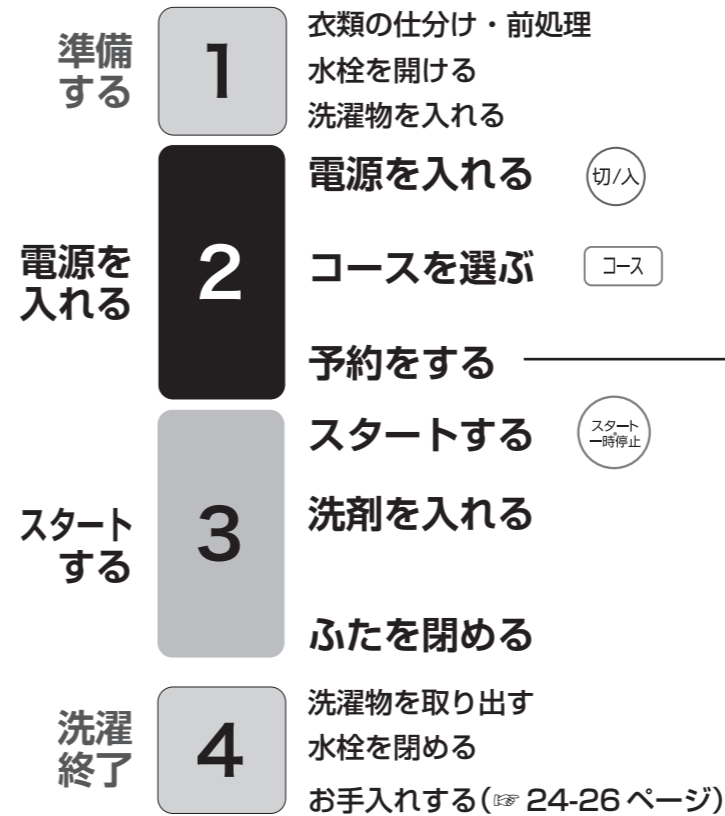 準備
する
1
衣類の仕分け・前処理
水栓を開ける
洗濯物を入れる
電源を
入れる
2
電源を入れる
切/入
コースを選ぶ
コース
予約をする
スタート
する
3
スタートする
スタート
一時停止
洗剤を入れる
ふたを閉める
洗濯
終了
4
洗濯物を取り出す
水栓を閉める
お手入れする(☞ 24-26 ページ)